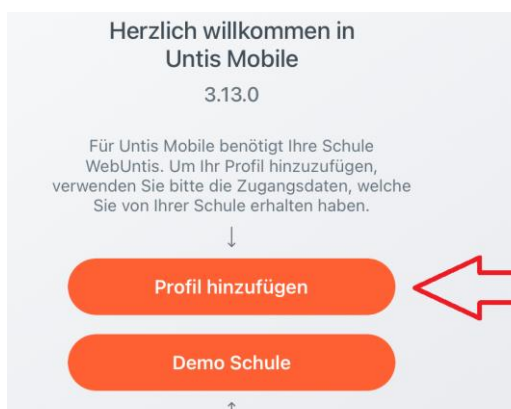 Herzlich willkommen in
Untis Mobile
3.13.0
Für Untis Mobile benötigt Ihre Schule
WebUntis. Um Ihr Profil hinzuzufügen,
verwenden Sie bitte die Zugangsdaten, welche
Sie von Ihrer Schule erhalten haben.
Profil hinzufügen
Demo Schule